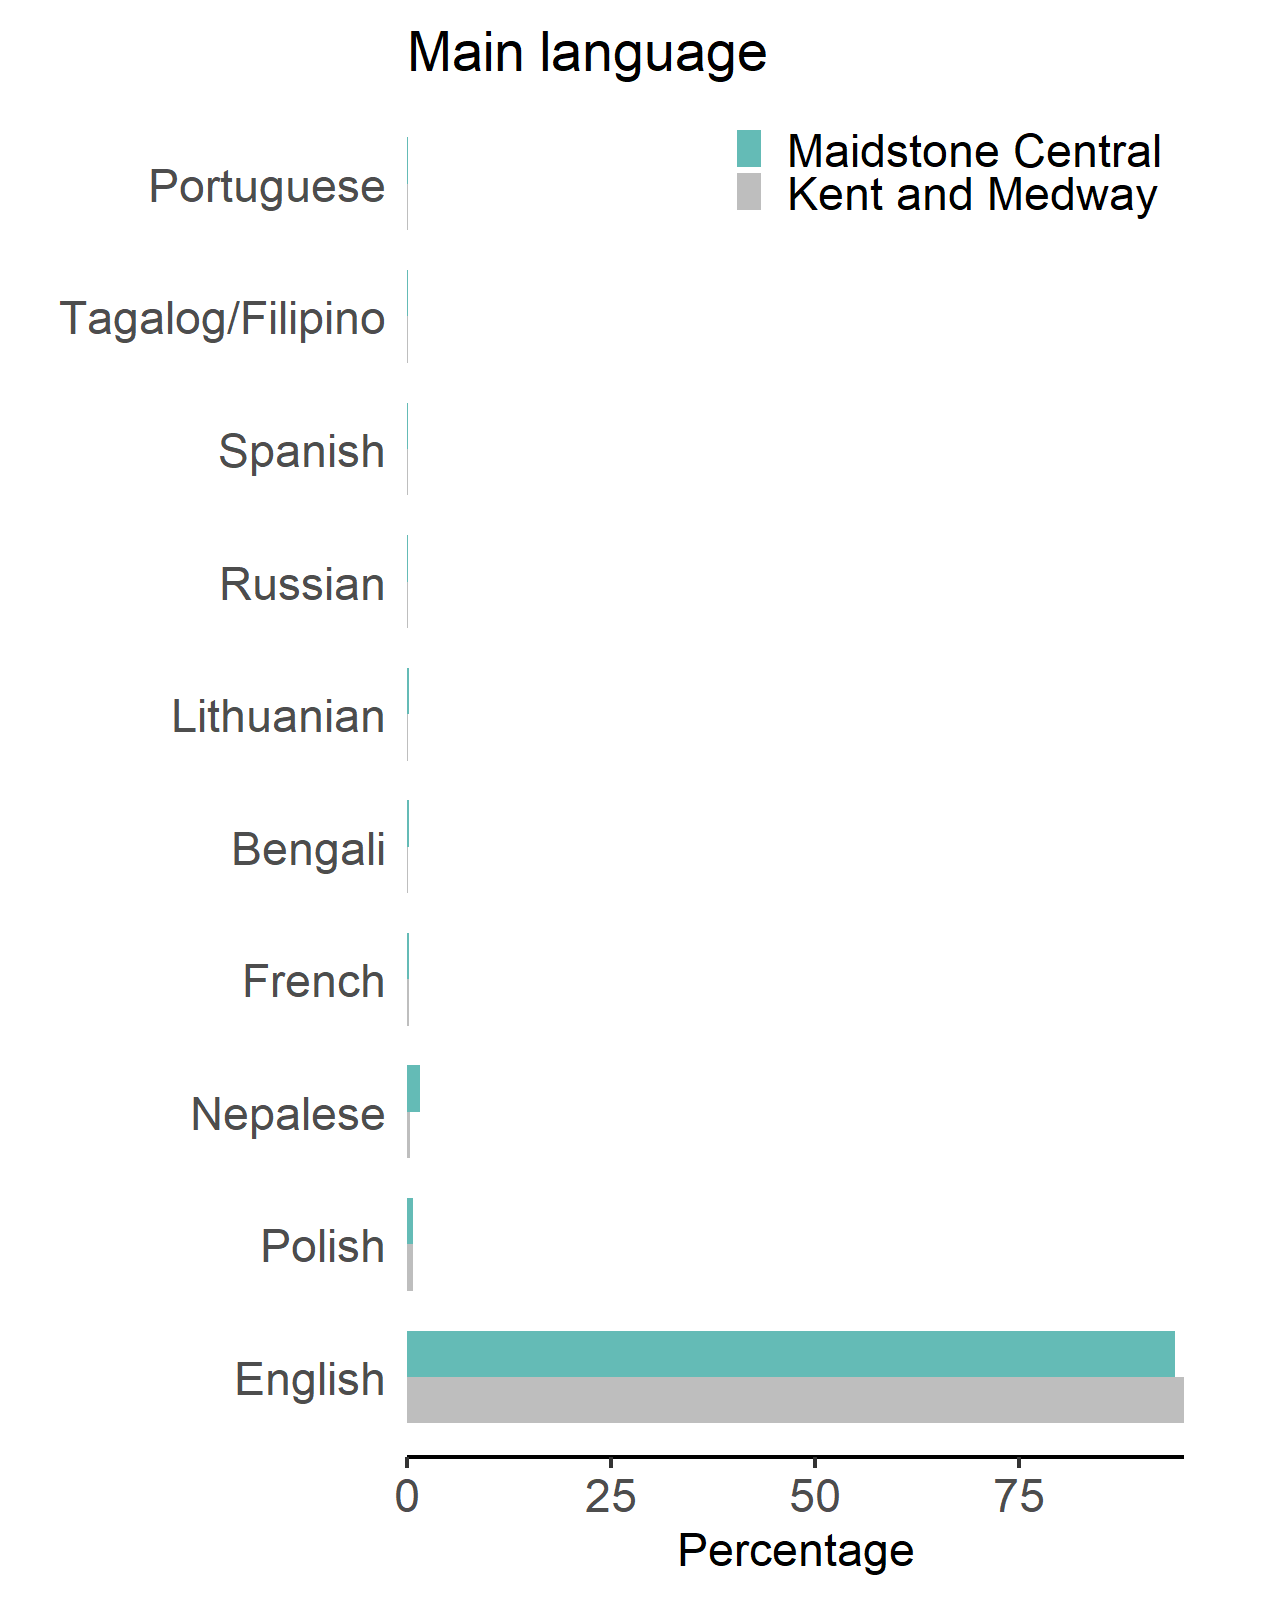 Main language
Maidstone Central
Kent and Medway
Portuguese
Tagalog/Filipino
Spanish
Russian
Lithuanian
Bengali
French
Nepalese
Polish
English
0 25 50 75
Percentage